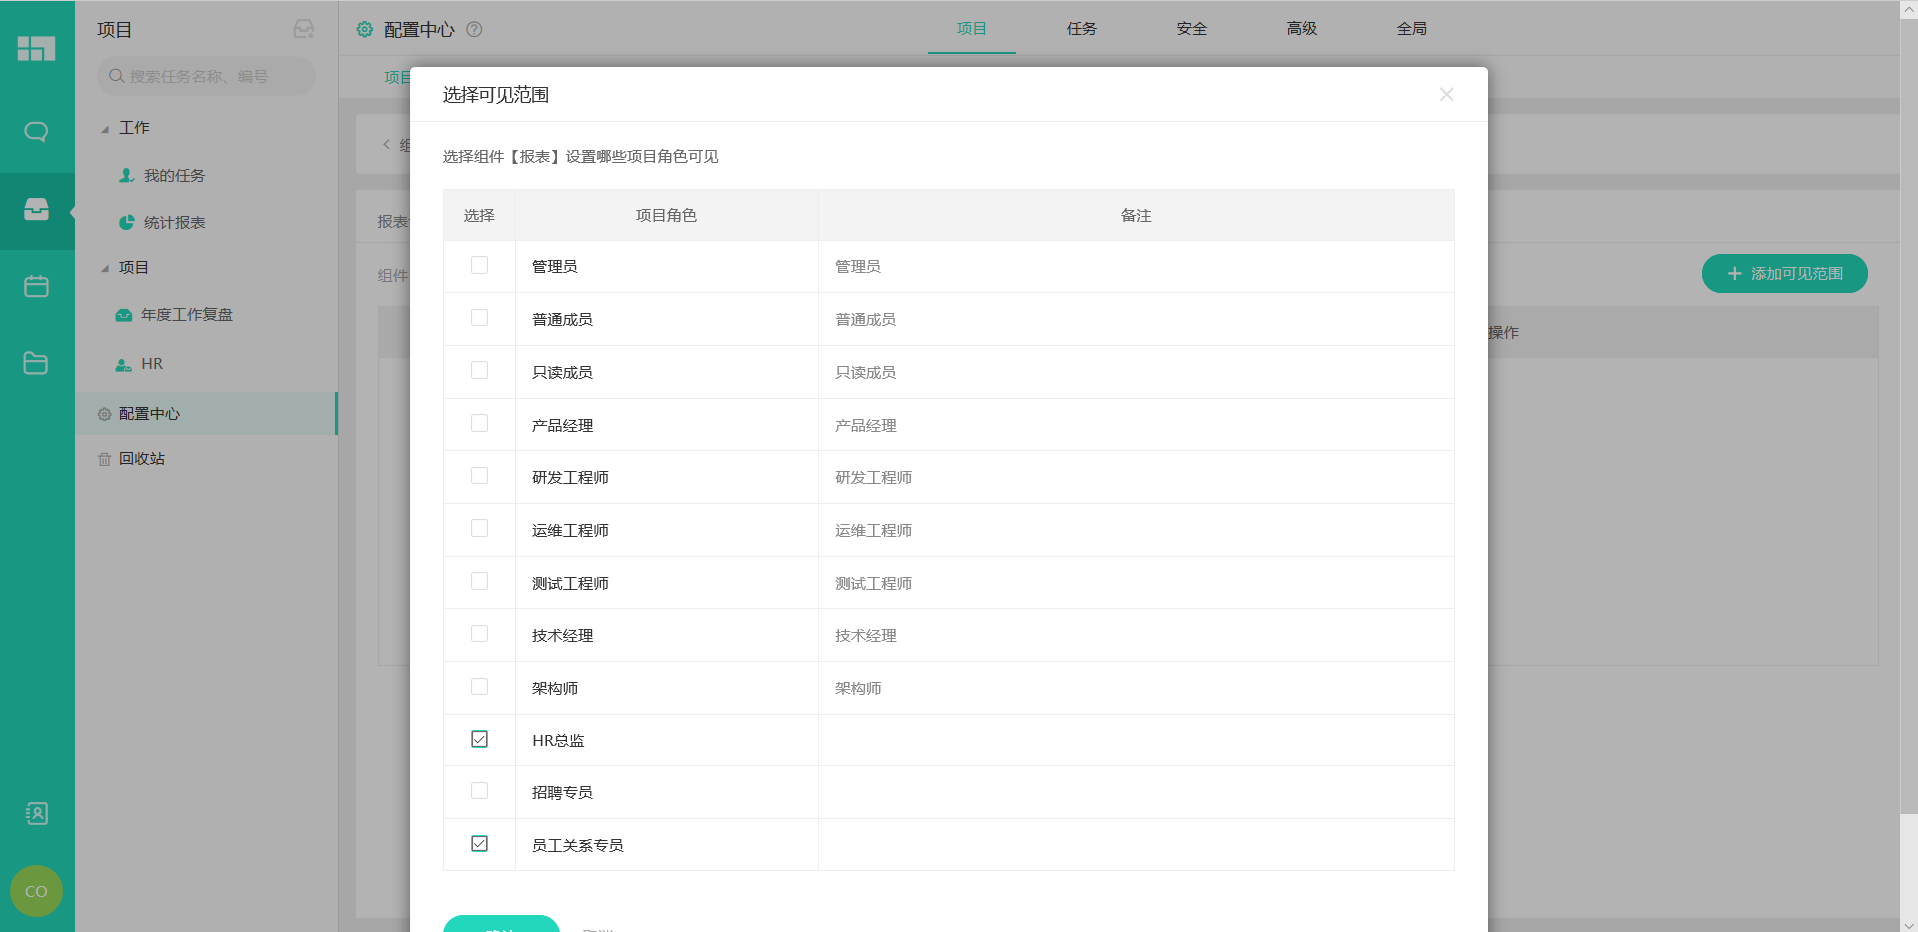 项目
搜索任务名称、编号
工作
我的任务
统计报表
项目
年度工作复盘
HR
配置中心
回收站
CO
配置中心
项目 任务 安全 高级 全局
项目
组
报表
组件
添加可见范围
操作
选择可见范围
选择组件【报表】设置哪些项目角色可见
选择 项目角色 备注
管理员 管理员
普通成员 普通成员
只读成员 只读成员
产品经理 产品经理
研发工程师 研发工程师
运维工程师 运维工程师
测试工程师 测试工程师
技术经理 技术经理
架构师 架构师
HR总监
招聘专员
员工关系专员